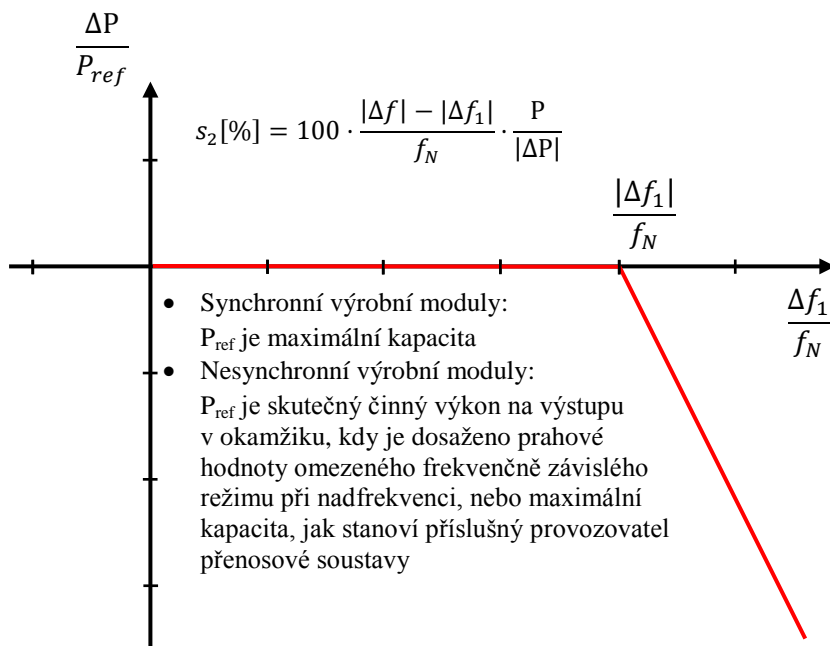 ΔP
P_ref
s₂[%] = 100 · (|Δf| − |Δf₁|)/f_N · P/|ΔP|
|Δf₁|
f_N
Δf₁
f_N
• Synchronní výrobní moduly:
P_ref je maximální kapacita
• Nesynchronní výrobní moduly:
P_ref je skutečný činný výkon na výstupu
v okamžiku, kdy je dosaženo prahové
hodnoty omezeného frekvenčně závislého
režimu při nadfrekvenci, nebo maximální
kapacita, jak stanoví příslušný provozovatel
přenosové soustavy